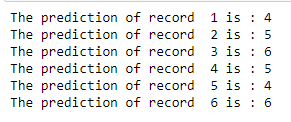 The prediction of record  1 is : 4
The prediction of record  2 is : 5
The prediction of record  3 is : 6
The prediction of record  4 is : 5
The prediction of record  5 is : 4
The prediction of record  6 is : 6